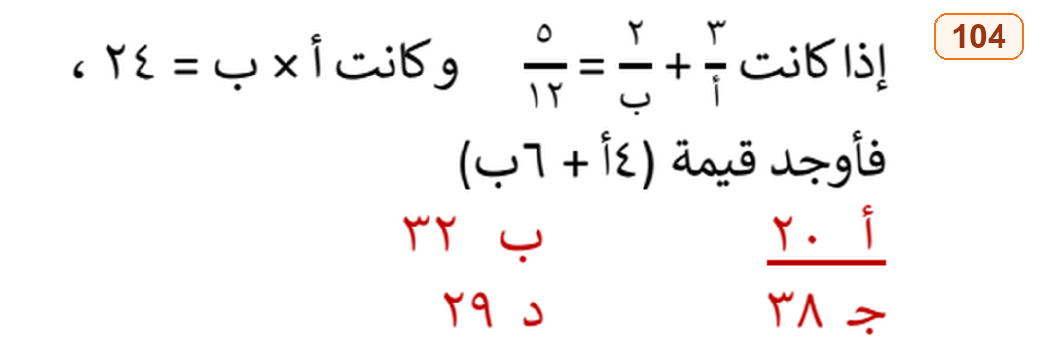 104
إذا كانت ٣/أ + ٢/ب = ٥/١٢ وكانت أ × ب = ٢٤ ،
فأوجد قيمة (٤أ + ٦ب)
أ ٢٠ ب ٣٢
جـ ٣٨ د ٢٩